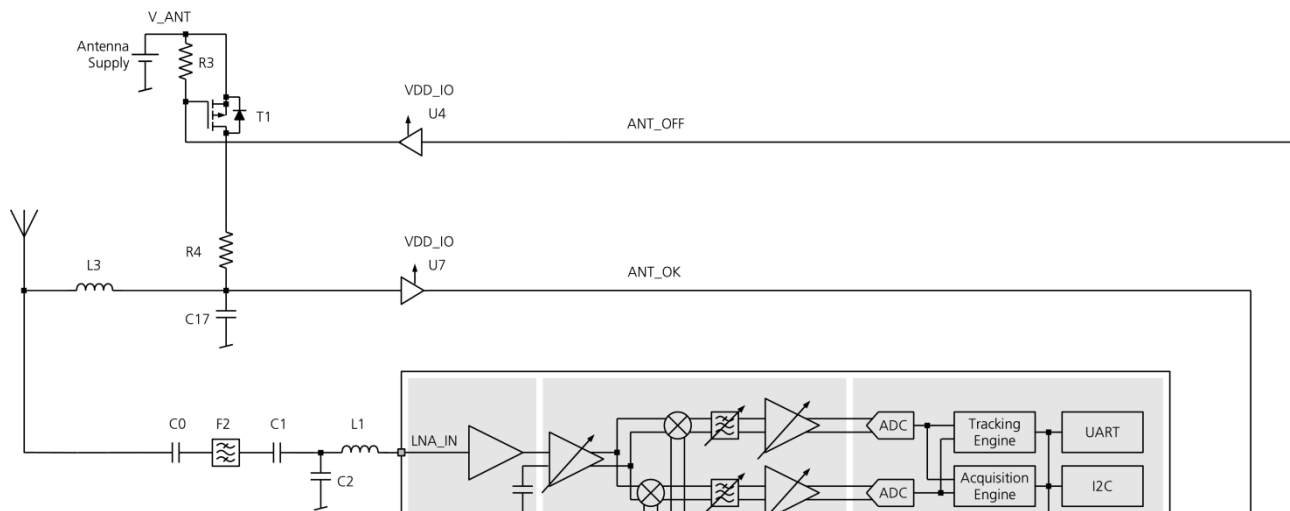 V_ANT
Antenna
Supply
R3
T1
VDD_IO
U4
ANT_OFF
R4
VDD_IO
U7
ANT_OK
L3
C17
C0
F2
C1
L1
C2
LNA_IN
ADC
Tracking
Engine
UART
ADC
Acquisition
Engine
I2C